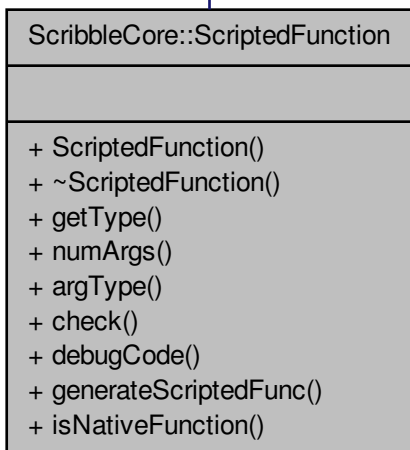 ScribbleCore::ScriptedFunction
+ ScriptedFunction()
+ ~ScriptedFunction()
+ getType()
+ numArgs()
+ argType()
+ check()
+ debugCode()
+ generateScriptedFunc()
+ isNativeFunction()